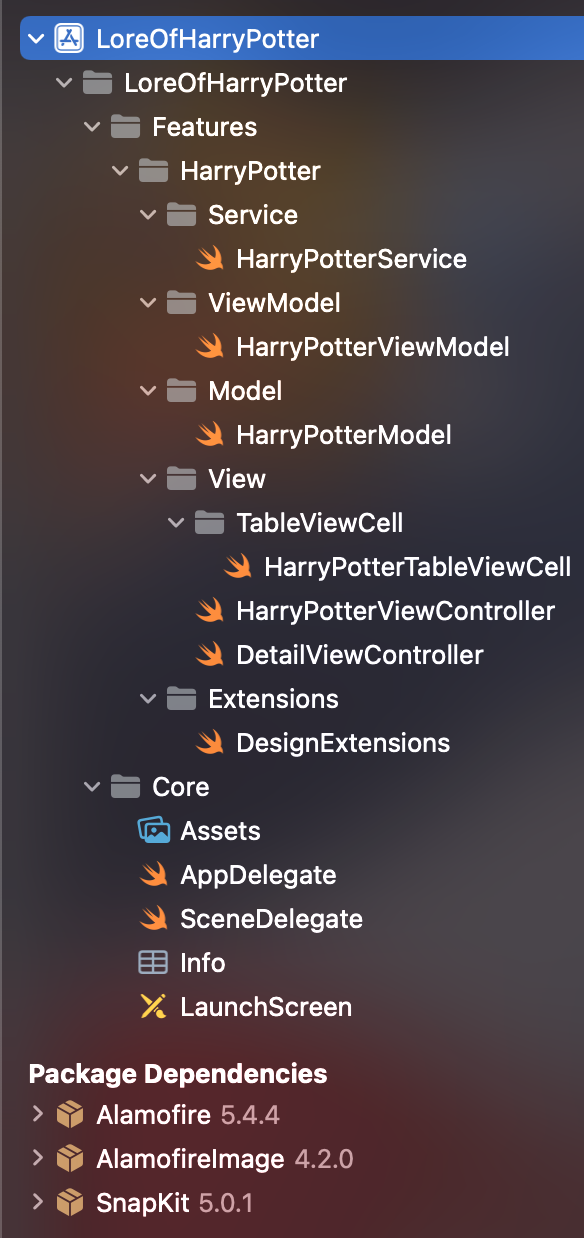 LoreOfHarryPotter
LoreOfHarryPotter
Features
HarryPotter
Service
HarryPotterService
ViewModel
HarryPotterViewModel
Model
HarryPotterModel
View
TableViewCell
HarryPotterTableViewCell
HarryPotterViewController
DetailViewController
Extensions
DesignExtensions
Core
Assets
AppDelegate
SceneDelegate
Info
LaunchScreen
Package Dependencies
Alamofire 5.4.4
AlamofireImage 4.2.0
SnapKit 5.0.1